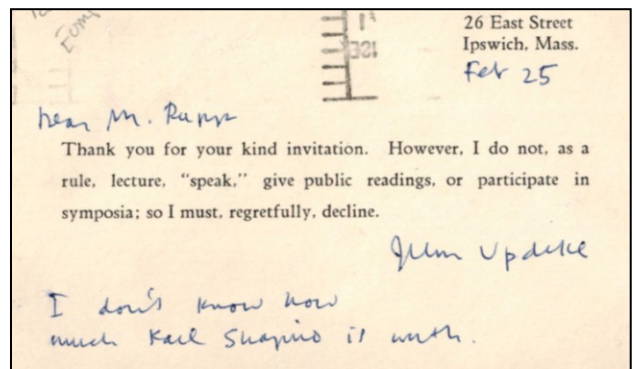 26 East Street
Ipswich, Mass.
Feb 25
Dear Mr. Rapp
Thank you for your kind invitation. However, I do not, as a
rule, lecture, "speak," give public readings, or participate in
symposia; so I must, regretfully, decline.
John Updike
I don't know how
much Karl Shapiro is worth.